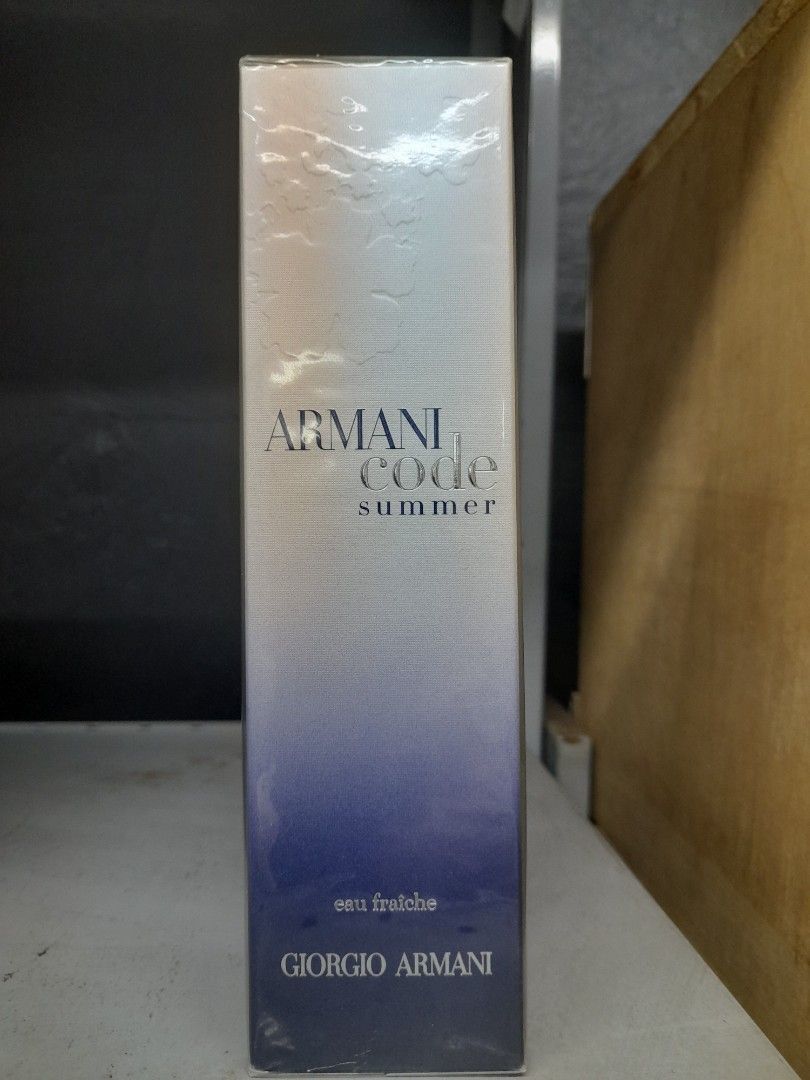 ARMANI
code
summer
eau fraîche
GIORGIO ARMANI